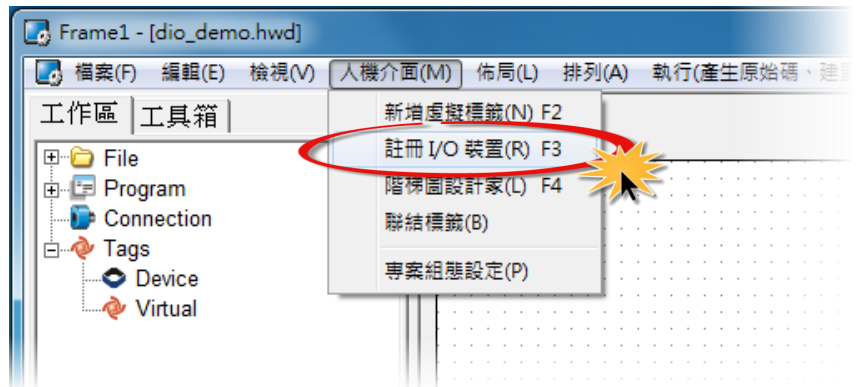 Frame1 - [dio_demo.hwd]
檔案(F) 編輯(E) 檢視(V) 人機介面(M) 佈局(L) 排列(A) 執行(產生原始碼、建
工作區 工具箱
新增虛擬標籤(N) F2
註冊 I/O 裝置(R) F3
階梯圖設計家(L) F4
聯結標籤(B)
專案組態設定(P)
File
Program
Connection
Tags
Device
Virtual